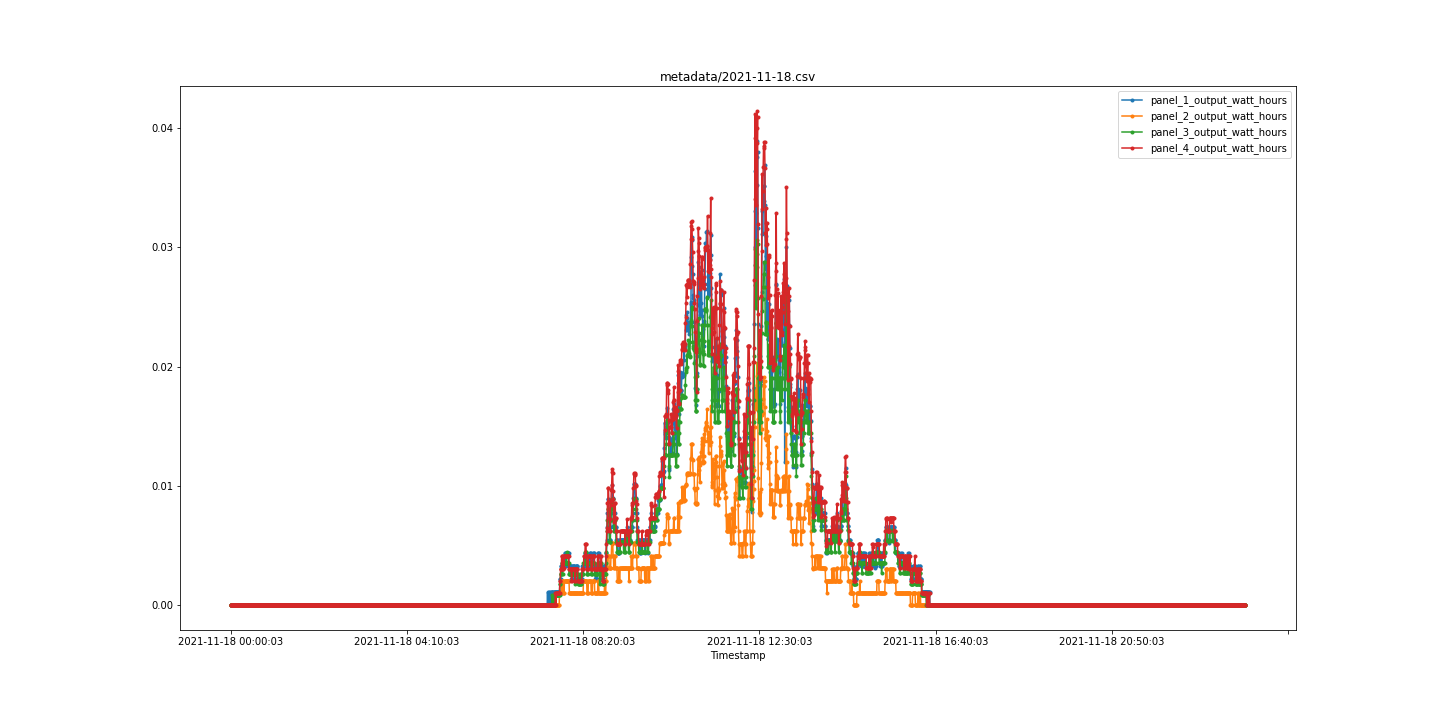 metadata/2021-11-18.csv
panel_1_output_watt_hours
panel_2_output_watt_hours
panel_3_output_watt_hours
panel_4_output_watt_hours
0.04
0.03
0.02
0.01
0.00
2021-11-18 00:00:03 2021-11-18 04:10:03 2021-11-18 08:20:03 2021-11-18 12:30:03 2021-11-18 16:40:03 2021-11-18 20:50:03
Timestamp